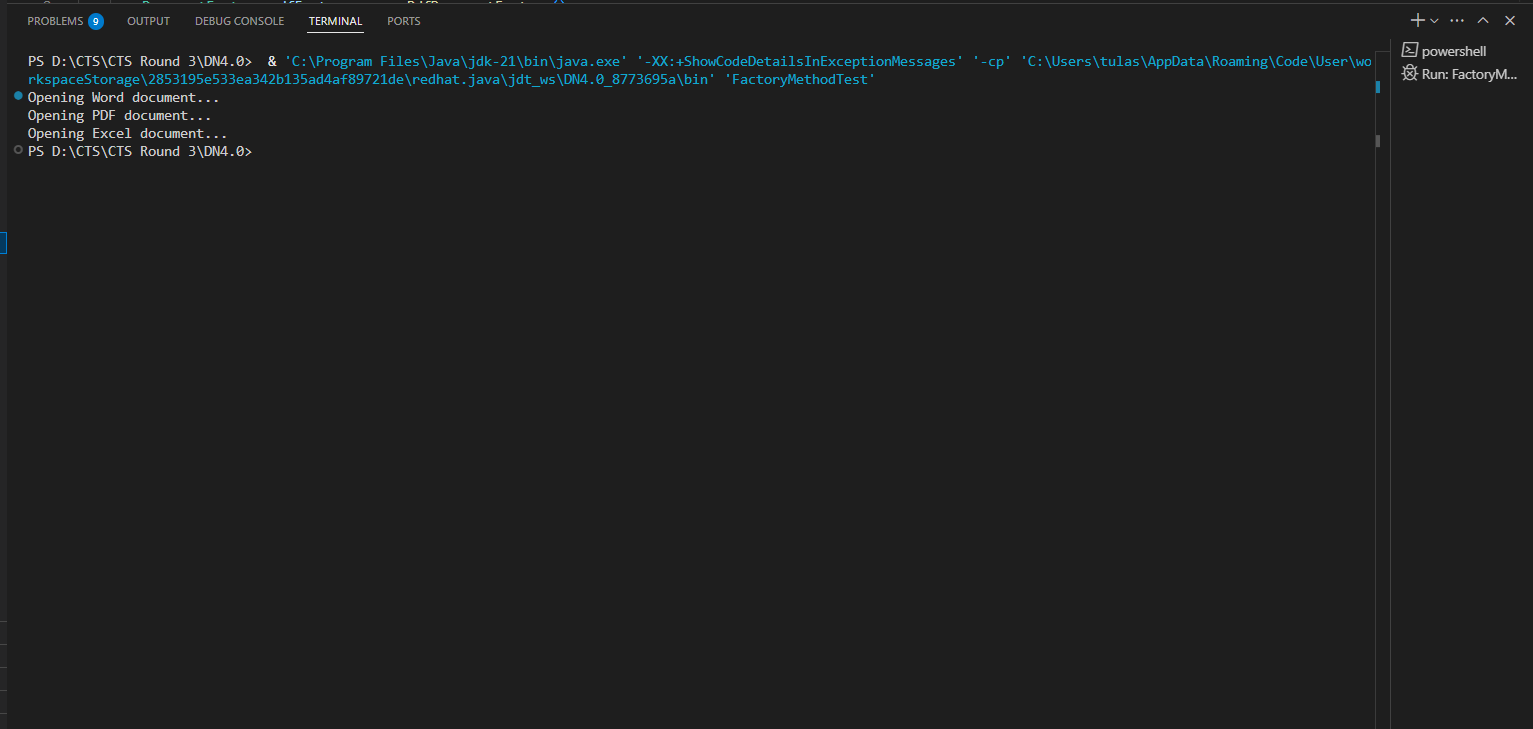 PROBLEMS 9 OUTPUT DEBUG CONSOLE TERMINAL PORTS
PS D:\CTS\CTS Round 3\DN4.0>  & 'C:\Program Files\Java\jdk-21\bin\java.exe' '-XX:+ShowCodeDetailsInExceptionMessages' '-cp' 'C:\Users\tulas\AppData\Roaming\Code\User\wo
rkspaceStorage\2853195e533ea342b135ad4af89721de\redhat.java\jdt_ws\DN4.0_8773695a\bin' 'FactoryMethodTest'
Opening Word document...
Opening PDF document...
Opening Excel document...
PS D:\CTS\CTS Round 3\DN4.0>
powershell
Run: FactoryM...